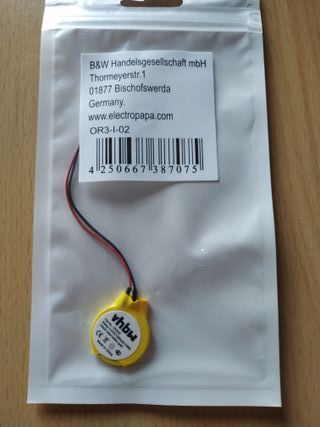 B&W Handelsgesellschaft mbH
Thormeyerstr.1
01877 Bischofswerda
Germany.
www.electropapa.com
OR3-I-02
4 250667 387075
vhbw